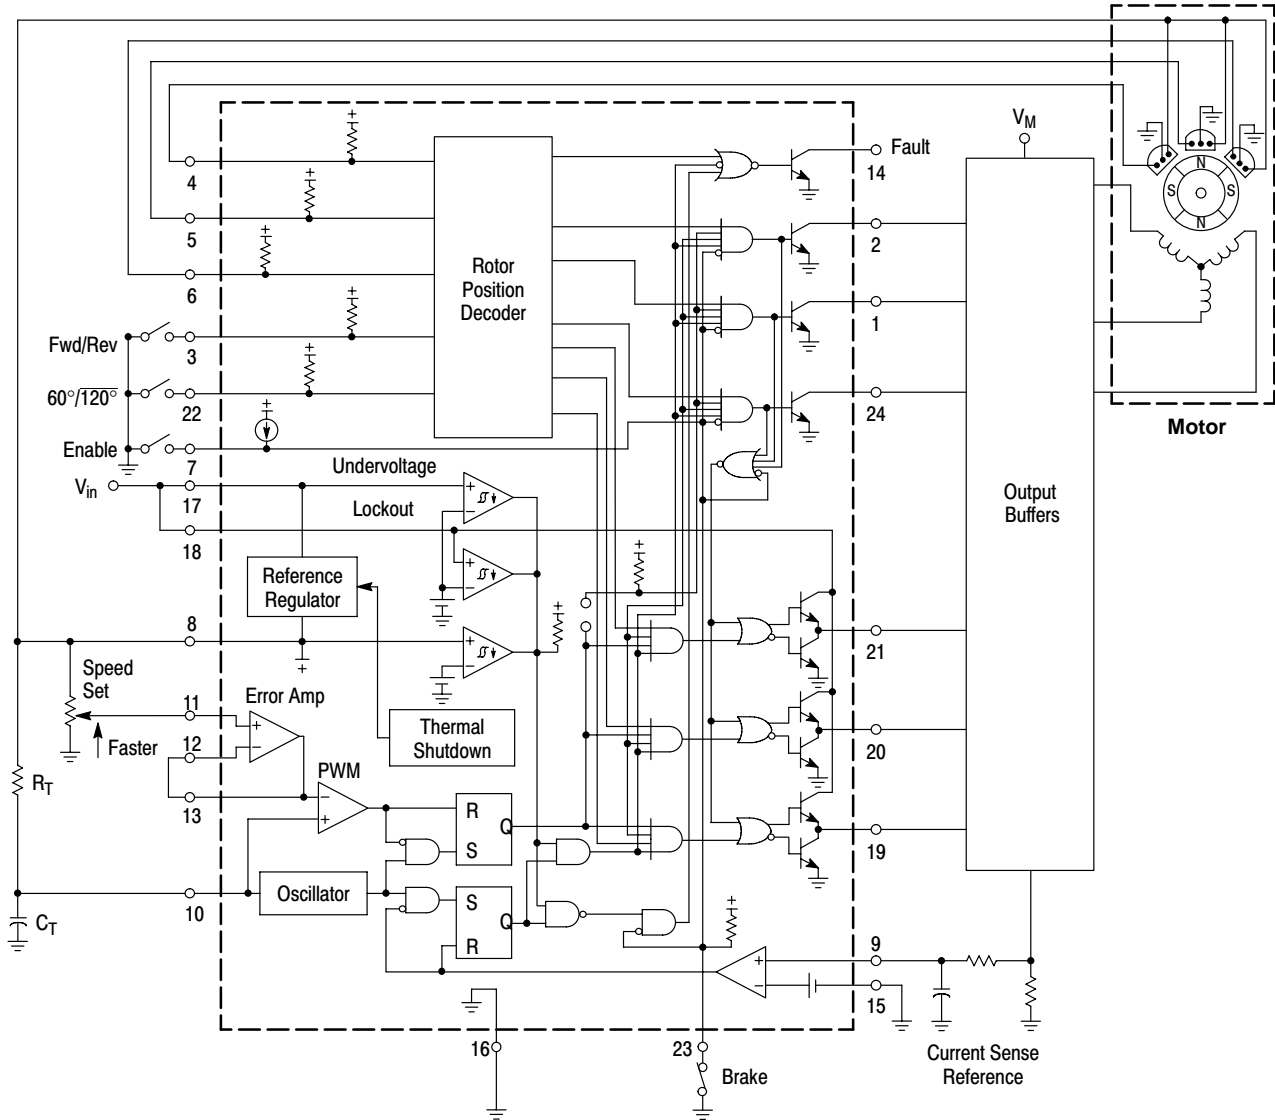 V_M
4
5
6
Rotor
Position
Decoder
Fault
14
2
1
24
N
S
S
N
Motor
Fwd/Rev
3
60°/120°
22
Enable
7
V_in
17
18
Undervoltage
Lockout
+
−
+
−
Reference
Regulator
8
+
−
Output
Buffers
Speed
Set
11
Faster
12
13
Error Amp
+
−
Thermal
Shutdown
PWM
−
+
R
S
Q
21
20
19
R_T
C_T
10
Oscillator
S
R
Q
+
−
9
15
16
23
Brake
Current Sense
Reference